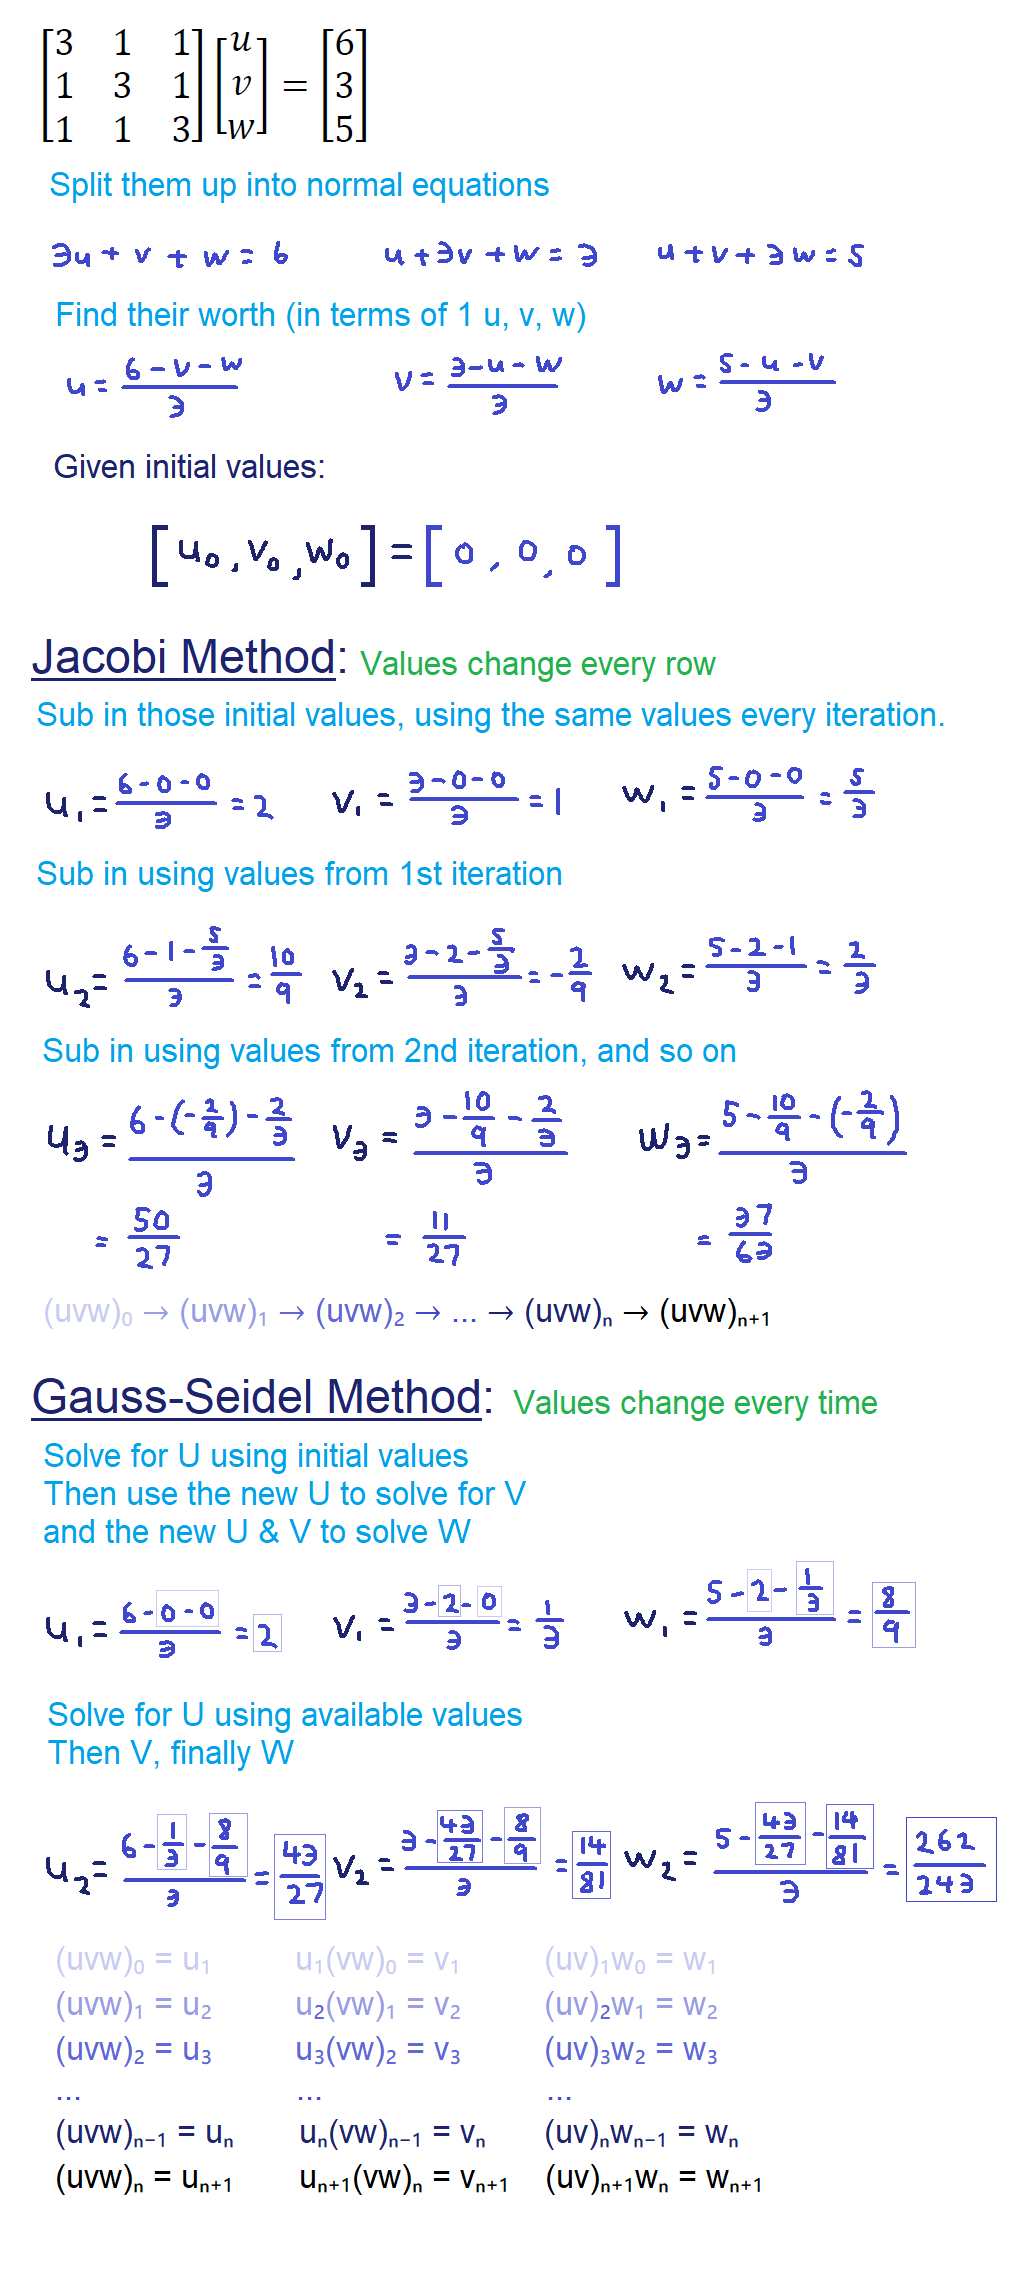 [3 1 1] [u] [6]
[1 3 1] [v] = [3]
[1 1 3] [w] [5]
Split them up into normal equations
3u + v + w = 6    u + 3v + w = 3    u + v + 3w = 5
Find their worth (in terms of 1 u, v, w)
u = (6 - v - w)/3    v = (3 - u - w)/3    w = (5 - u - v)/3
Given initial values:
[u₀, v₀, w₀] = [0, 0, 0]
Jacobi Method: Values change every row
Sub in those initial values, using the same values every iteration.
u₁ = (6 - 0 - 0)/3 = 2    v₁ = (3 - 0 - 0)/3 = 1    w₁ = (5 - 0 - 0)/3 = 5/3
Sub in using values from 1st iteration
u₂ = (6 - 1 - 5/3)/3 = 10/9    v₂ = (3 - 2 - 5/3)/3 = -2/9    w₂ = (5 - 2 - 1)/3 = 2/3
Sub in using values from 2nd iteration, and so on
u₃ = (6 - (-2/9) - 2/3)/3    v₃ = (3 - 10/9 - 2/3)/3    w₃ = (5 - 10/9 - (-2/9))/3
= 50/27    = 11/27    = 37/63
(uvw)₀ → (uvw)₁ → (uvw)₂ → ... → (uvw)ₙ → (uvw)ₙ₊₁
Gauss-Seidel Method: Values change every time
Solve for U using initial values
Then use the new U to solve for V
and the new U & V to solve W
u₁ = (6 - 0 - 0)/3 = 2    v₁ = (3 - 2 - 0)/3 = 1/3    w₁ = (5 - 2 - 1/3)/3 = 8/9
Solve for U using available values
Then V, finally W
u₂ = (6 - 1/3 - 8/9)/3 = 43/27    v₂ = (3 - 43/27 - 8/9)/3 = 14/81    w₂ = (5 - 43/27 - 14/81)/3 = 262/243
(uvw)₀ = u₁    u₁(vw)₀ = v₁    (uv)₁w₀ = w₁
(uvw)₁ = u₂    u₂(vw)₁ = v₂    (uv)₂w₁ = w₂
(uvw)₂ = u₃    u₃(vw)₂ = v₃    (uv)₃w₂ = w₃
...    ...    ...
(uvw)ₙ₋₁ = uₙ    uₙ(vw)ₙ₋₁ = vₙ    (uv)ₙwₙ₋₁ = wₙ
(uvw)ₙ = uₙ₊₁    uₙ₊₁(vw)ₙ = vₙ₊₁    (uv)ₙ₊₁wₙ = wₙ₊₁